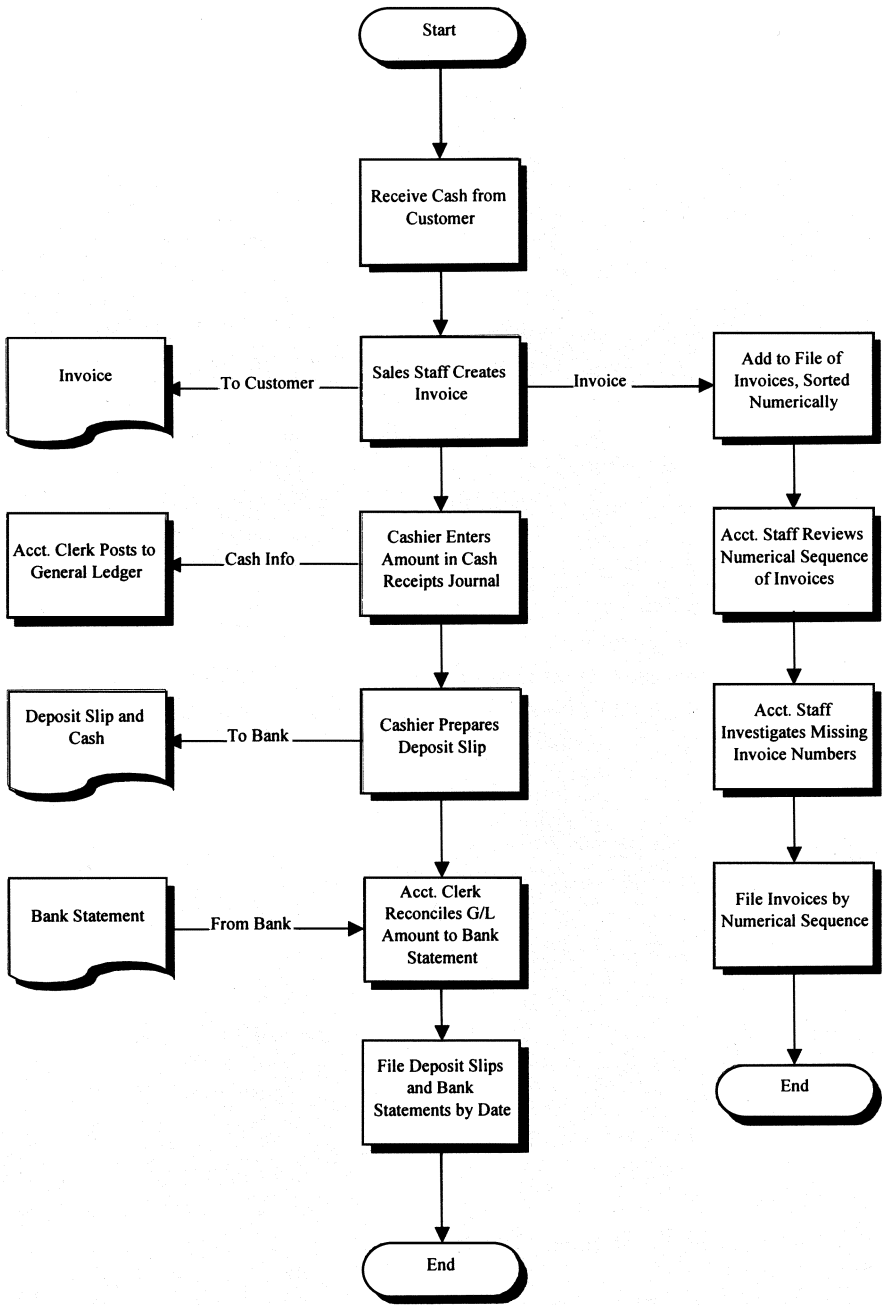 Start
Receive Cash from
Customer
Invoice
To Customer
Sales Staff Creates
Invoice
Invoice
Add to File of
Invoices, Sorted
Numerically
Acct. Clerk Posts to
General Ledger
Cash Info
Cashier Enters
Amount in Cash
Receipts Journal
Acct. Staff Reviews
Numerical Sequence
of Invoices
Deposit Slip and
Cash
To Bank
Cashier Prepares
Deposit Slip
Acct. Staff
Investigates Missing
Invoice Numbers
Bank Statement
From Bank
Acct. Clerk
Reconciles G/L
Amount to Bank
Statement
File Invoices by
Numerical Sequence
File Deposit Slips
and Bank
Statements by Date
End
End